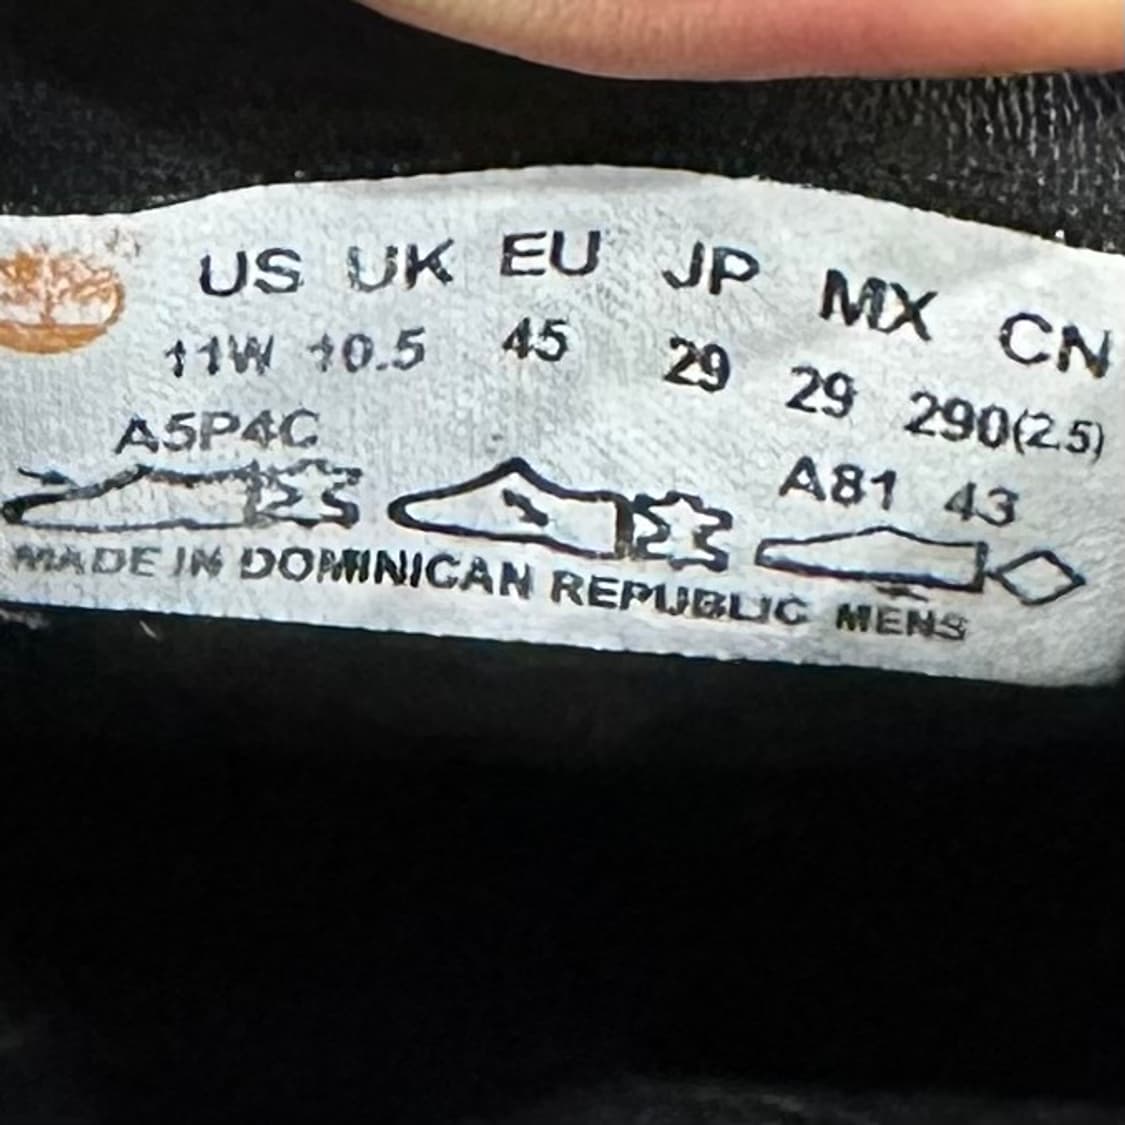 US UK EU JP MX CN
11W 10.5 45 29 29 290(2.5)
A5P4C A81 43
MADE IN DOMINICAN REPUBLIC MENS